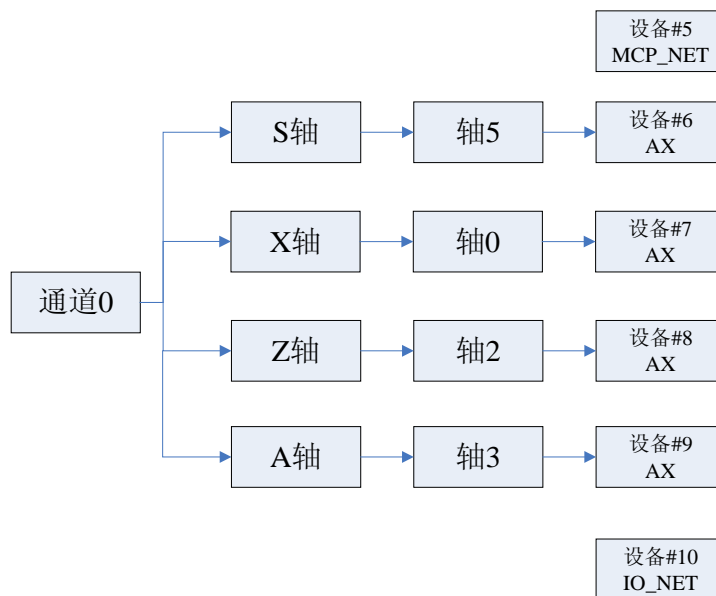 设备#5
MCP_NET
S轴
轴5
设备#6
AX
X轴
轴0
设备#7
AX
通道0
Z轴
轴2
设备#8
AX
A轴
轴3
设备#9
AX
设备#10
IO_NET